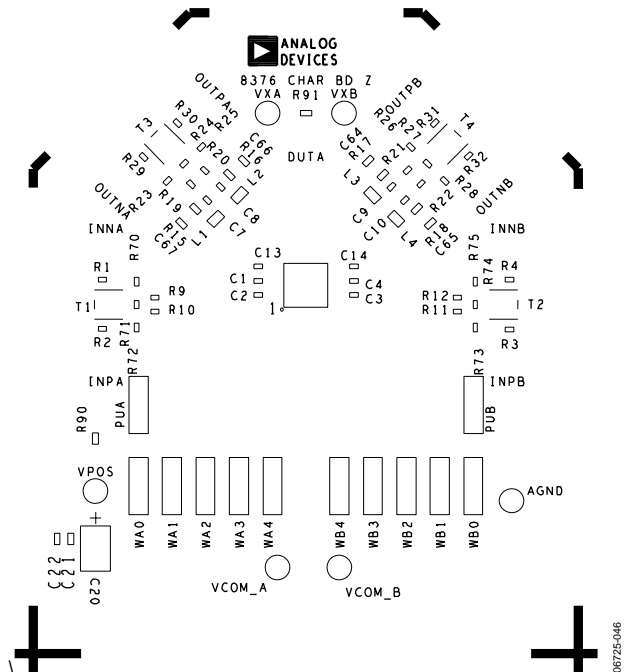 ANALOG
DEVICES
8376 CHAR BD Z
VXA R91 VXB
OUTPA
R30
R25
R24
T3
R29
R20
C66
R16
L2
OUTNA
R23
R19
R15
C67
L1
C7
C8
DUTA
OUTPB
R26
R27
R31
T4
C64
R17
R21
R32
R28
OUTNB
L3
R22
C9
C10
L4
R18
C65
INNA
R70
R1
T1
R9
R10
R2
R71
R72
C13
C1
C2
1
C14
C4
C3
INNB
R75
R74
R4
R12
R11
T2
R3
R73
INPA
PUA
INPB
PUB
R90
VPOS
AGND
+
C22
C21
C20
WA0 WA1 WA2 WA3 WA4 WB4 WB3 WB2 WB1 WB0
VCOM_A VCOM_B
06725-046